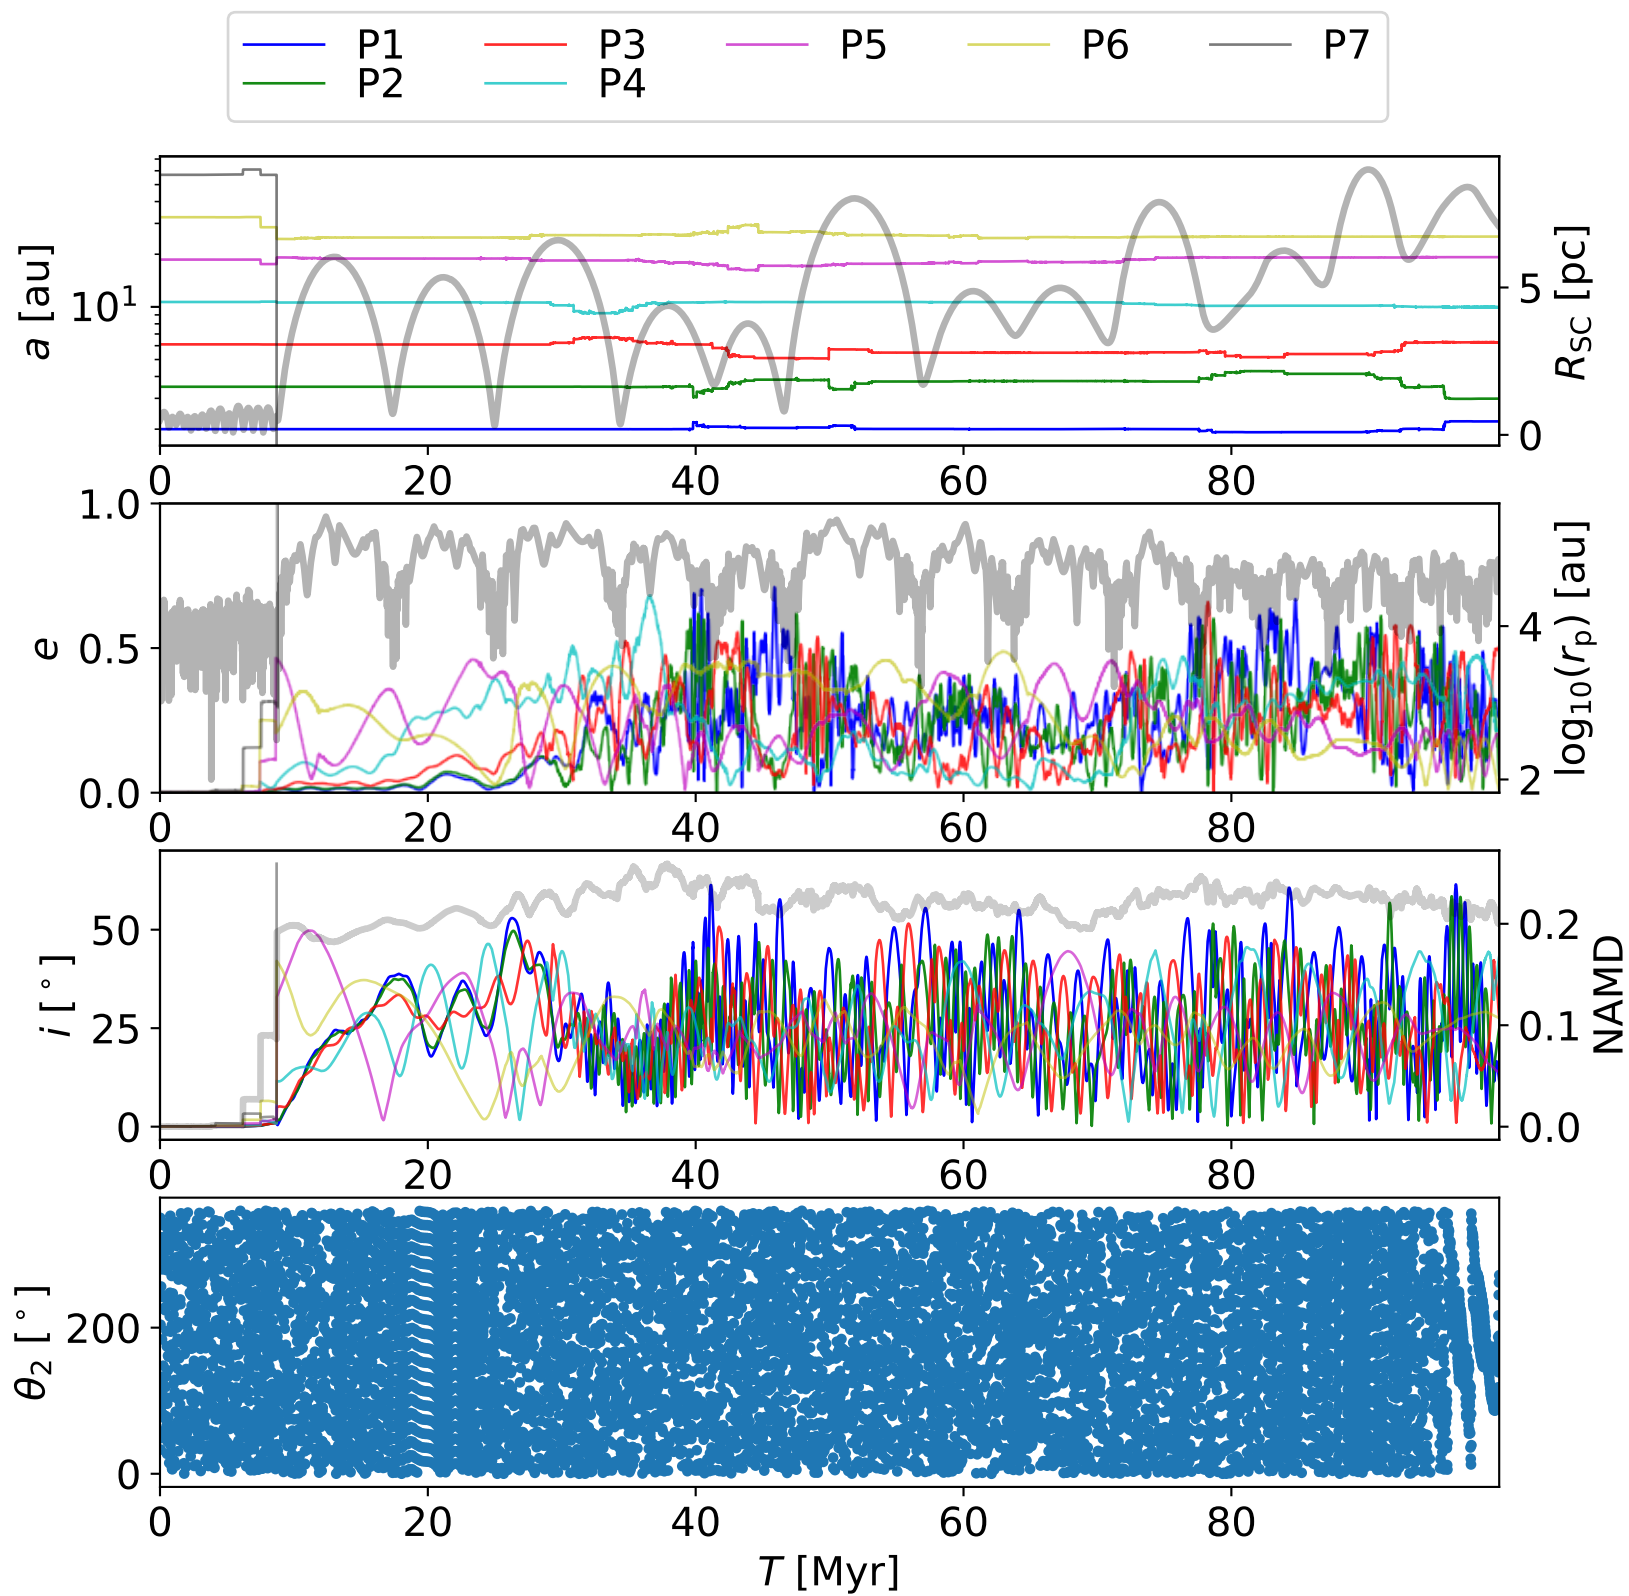 P1 P3 P5 P6 P7
P2 P4
a [au]
10¹
R_SC [pc]
5
0
0 20 40 60 80
e
1.0
0.5
0.0
log₁₀(r_p) [au]
4
2
0 20 40 60 80
i [°]
50
25
0
NAMD
0.2
0.1
0.0
0 20 40 60 80
θ₂ [°]
200
0
0 20 40 60 80
T [Myr]